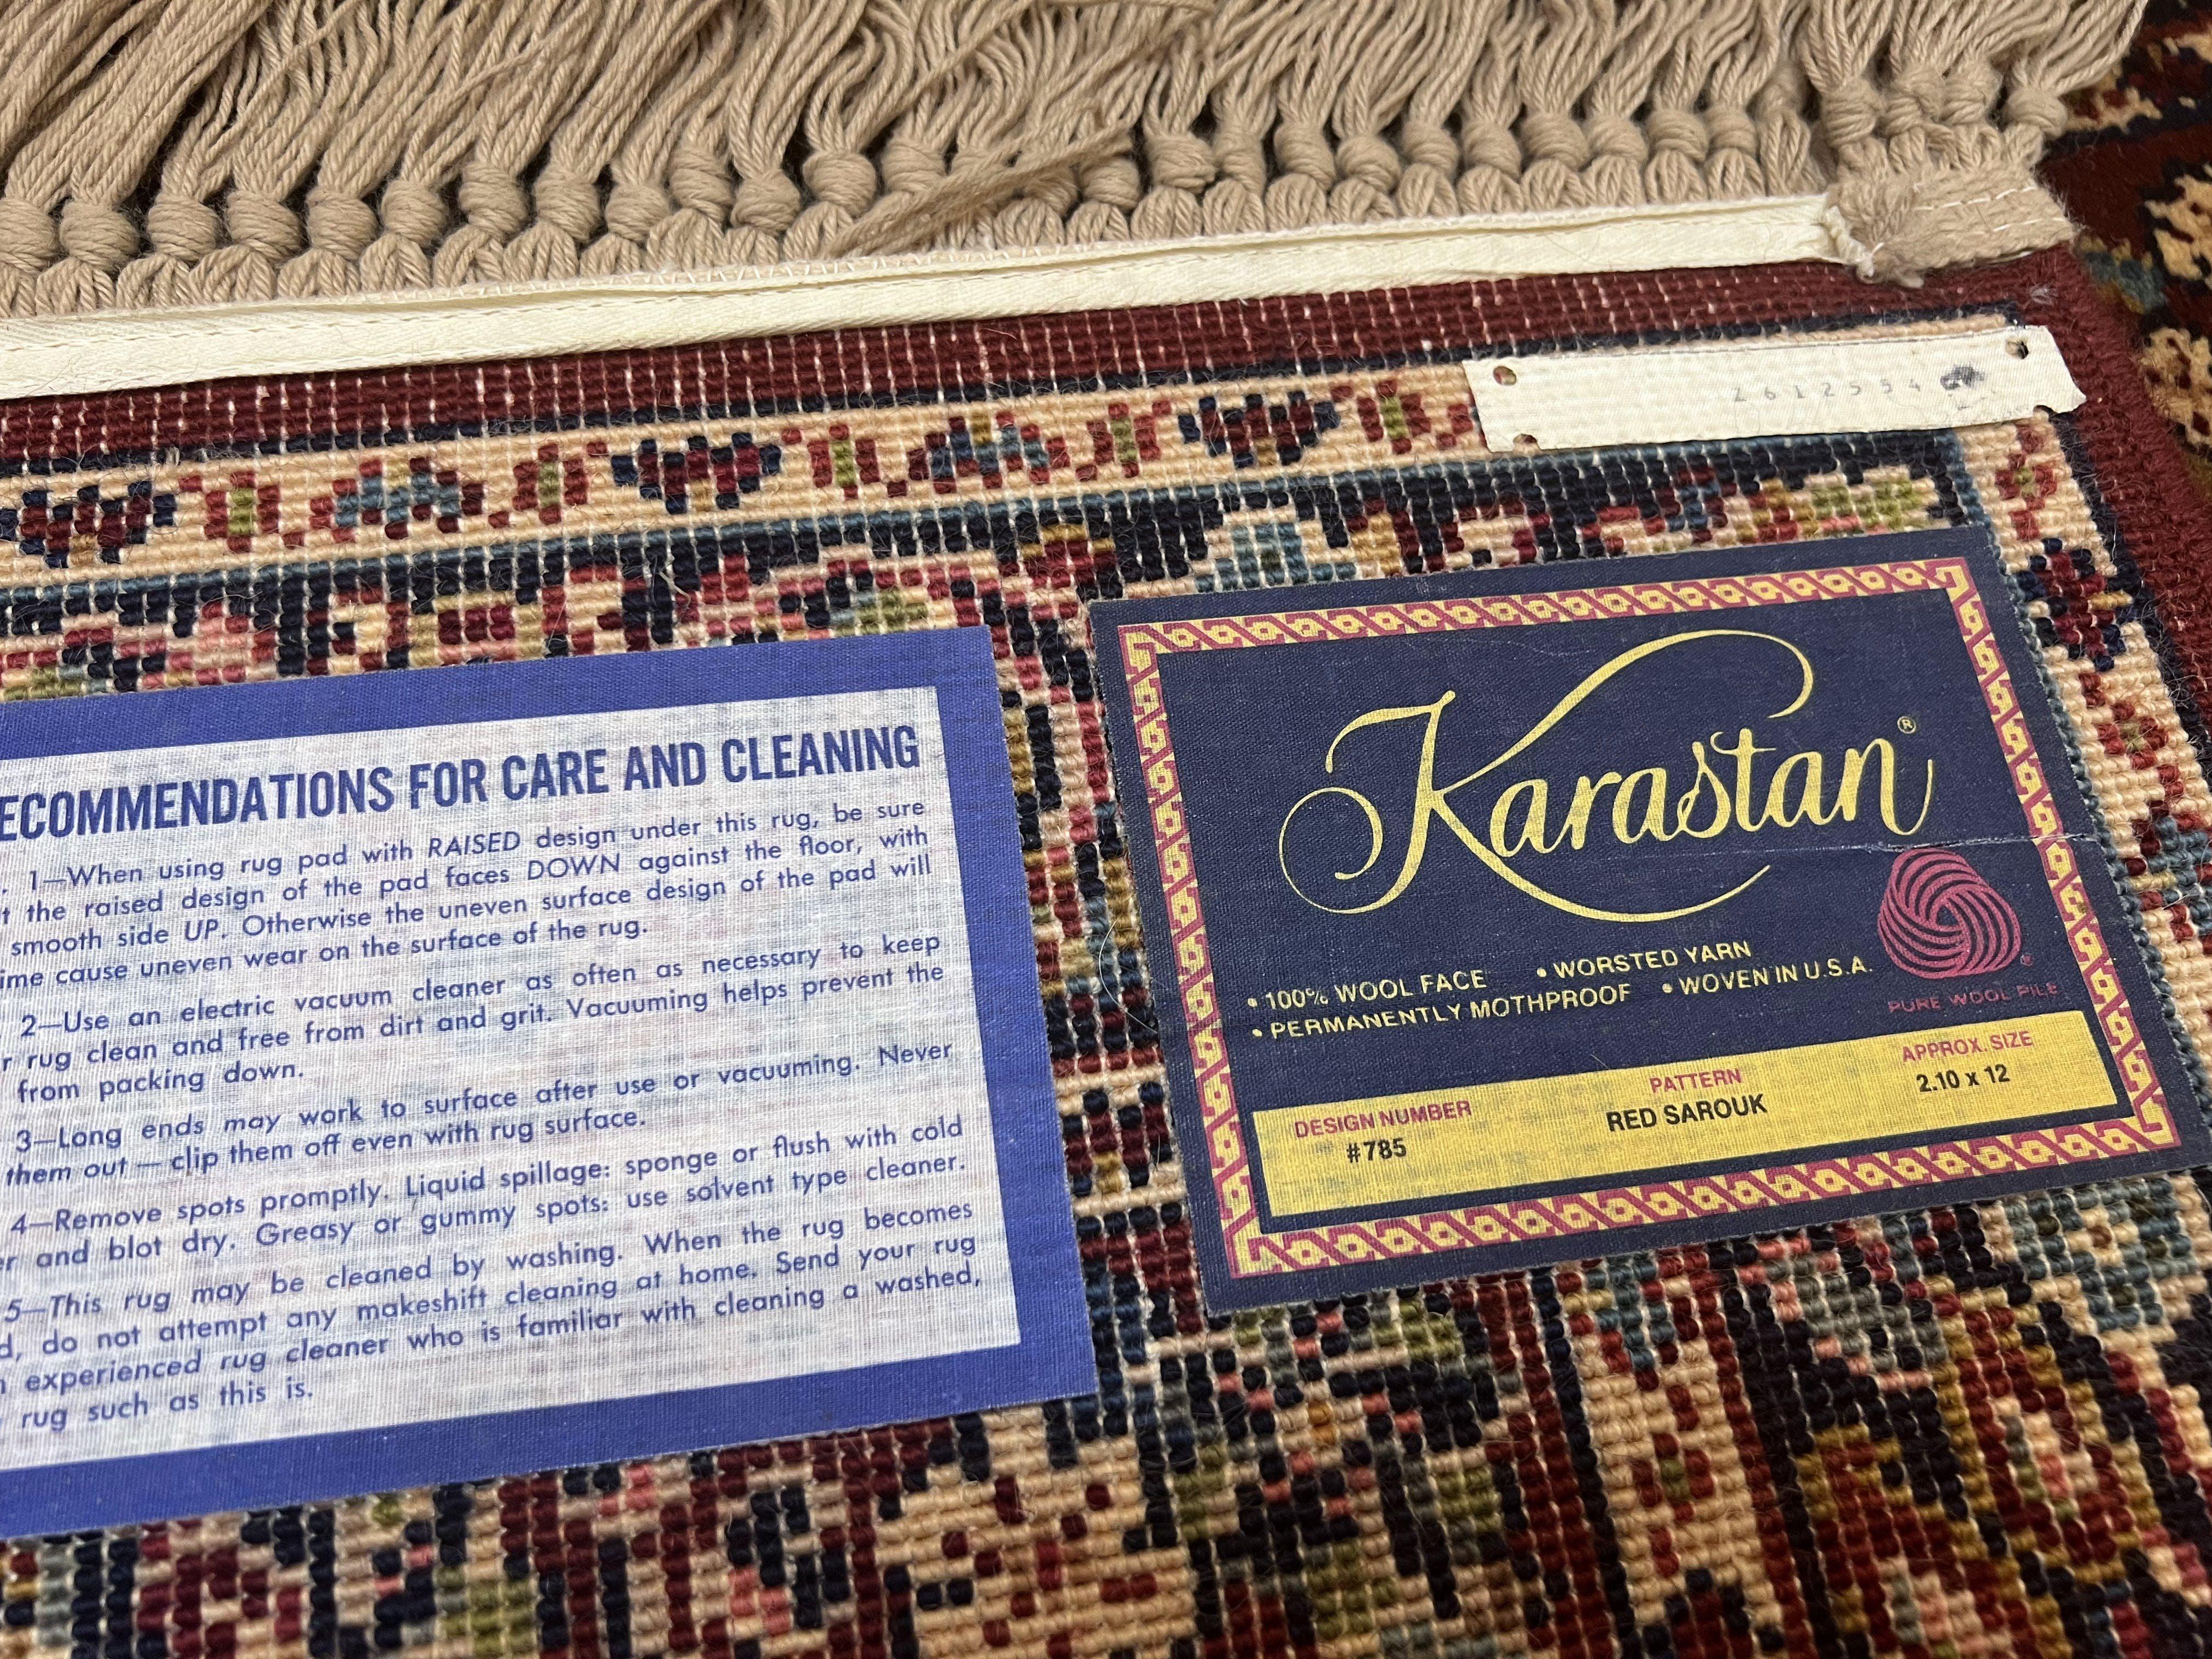 2612554
ECOMMENDATIONS FOR CARE AND CLEANING
. 1—When using rug pad with RAISED design under this rug, be sure
t the raised design of the pad faces DOWN against the floor, with
smooth side UP. Otherwise the uneven surface design of the pad will
ime cause uneven wear on the surface of the rug.
2—Use an electric vacuum cleaner as often as necessary to keep
r rug clean and free from dirt and grit. Vacuuming helps prevent the
from packing down.
3—Long ends may work to surface after use or vacuuming. Never
them out — clip them off even with rug surface.
4—Remove spots promptly. Liquid spillage: sponge or flush with cold
er and blot dry. Greasy or gummy spots: use solvent type cleaner.
5—This rug may be cleaned by washing. When the rug becomes
d, do not attempt any makeshift cleaning at home. Send your rug
n experienced rug cleaner who is familiar with cleaning a washed,
rug such as this is.
Karastan®
• 100% WOOL FACE • WORSTED YARN
• PERMANENTLY MOTHPROOF • WOVEN IN U.S.A.
®
PURE WOOL PILE
DESIGN NUMBER
#785
PATTERN
RED SAROUK
APPROX. SIZE
2.10 x 12